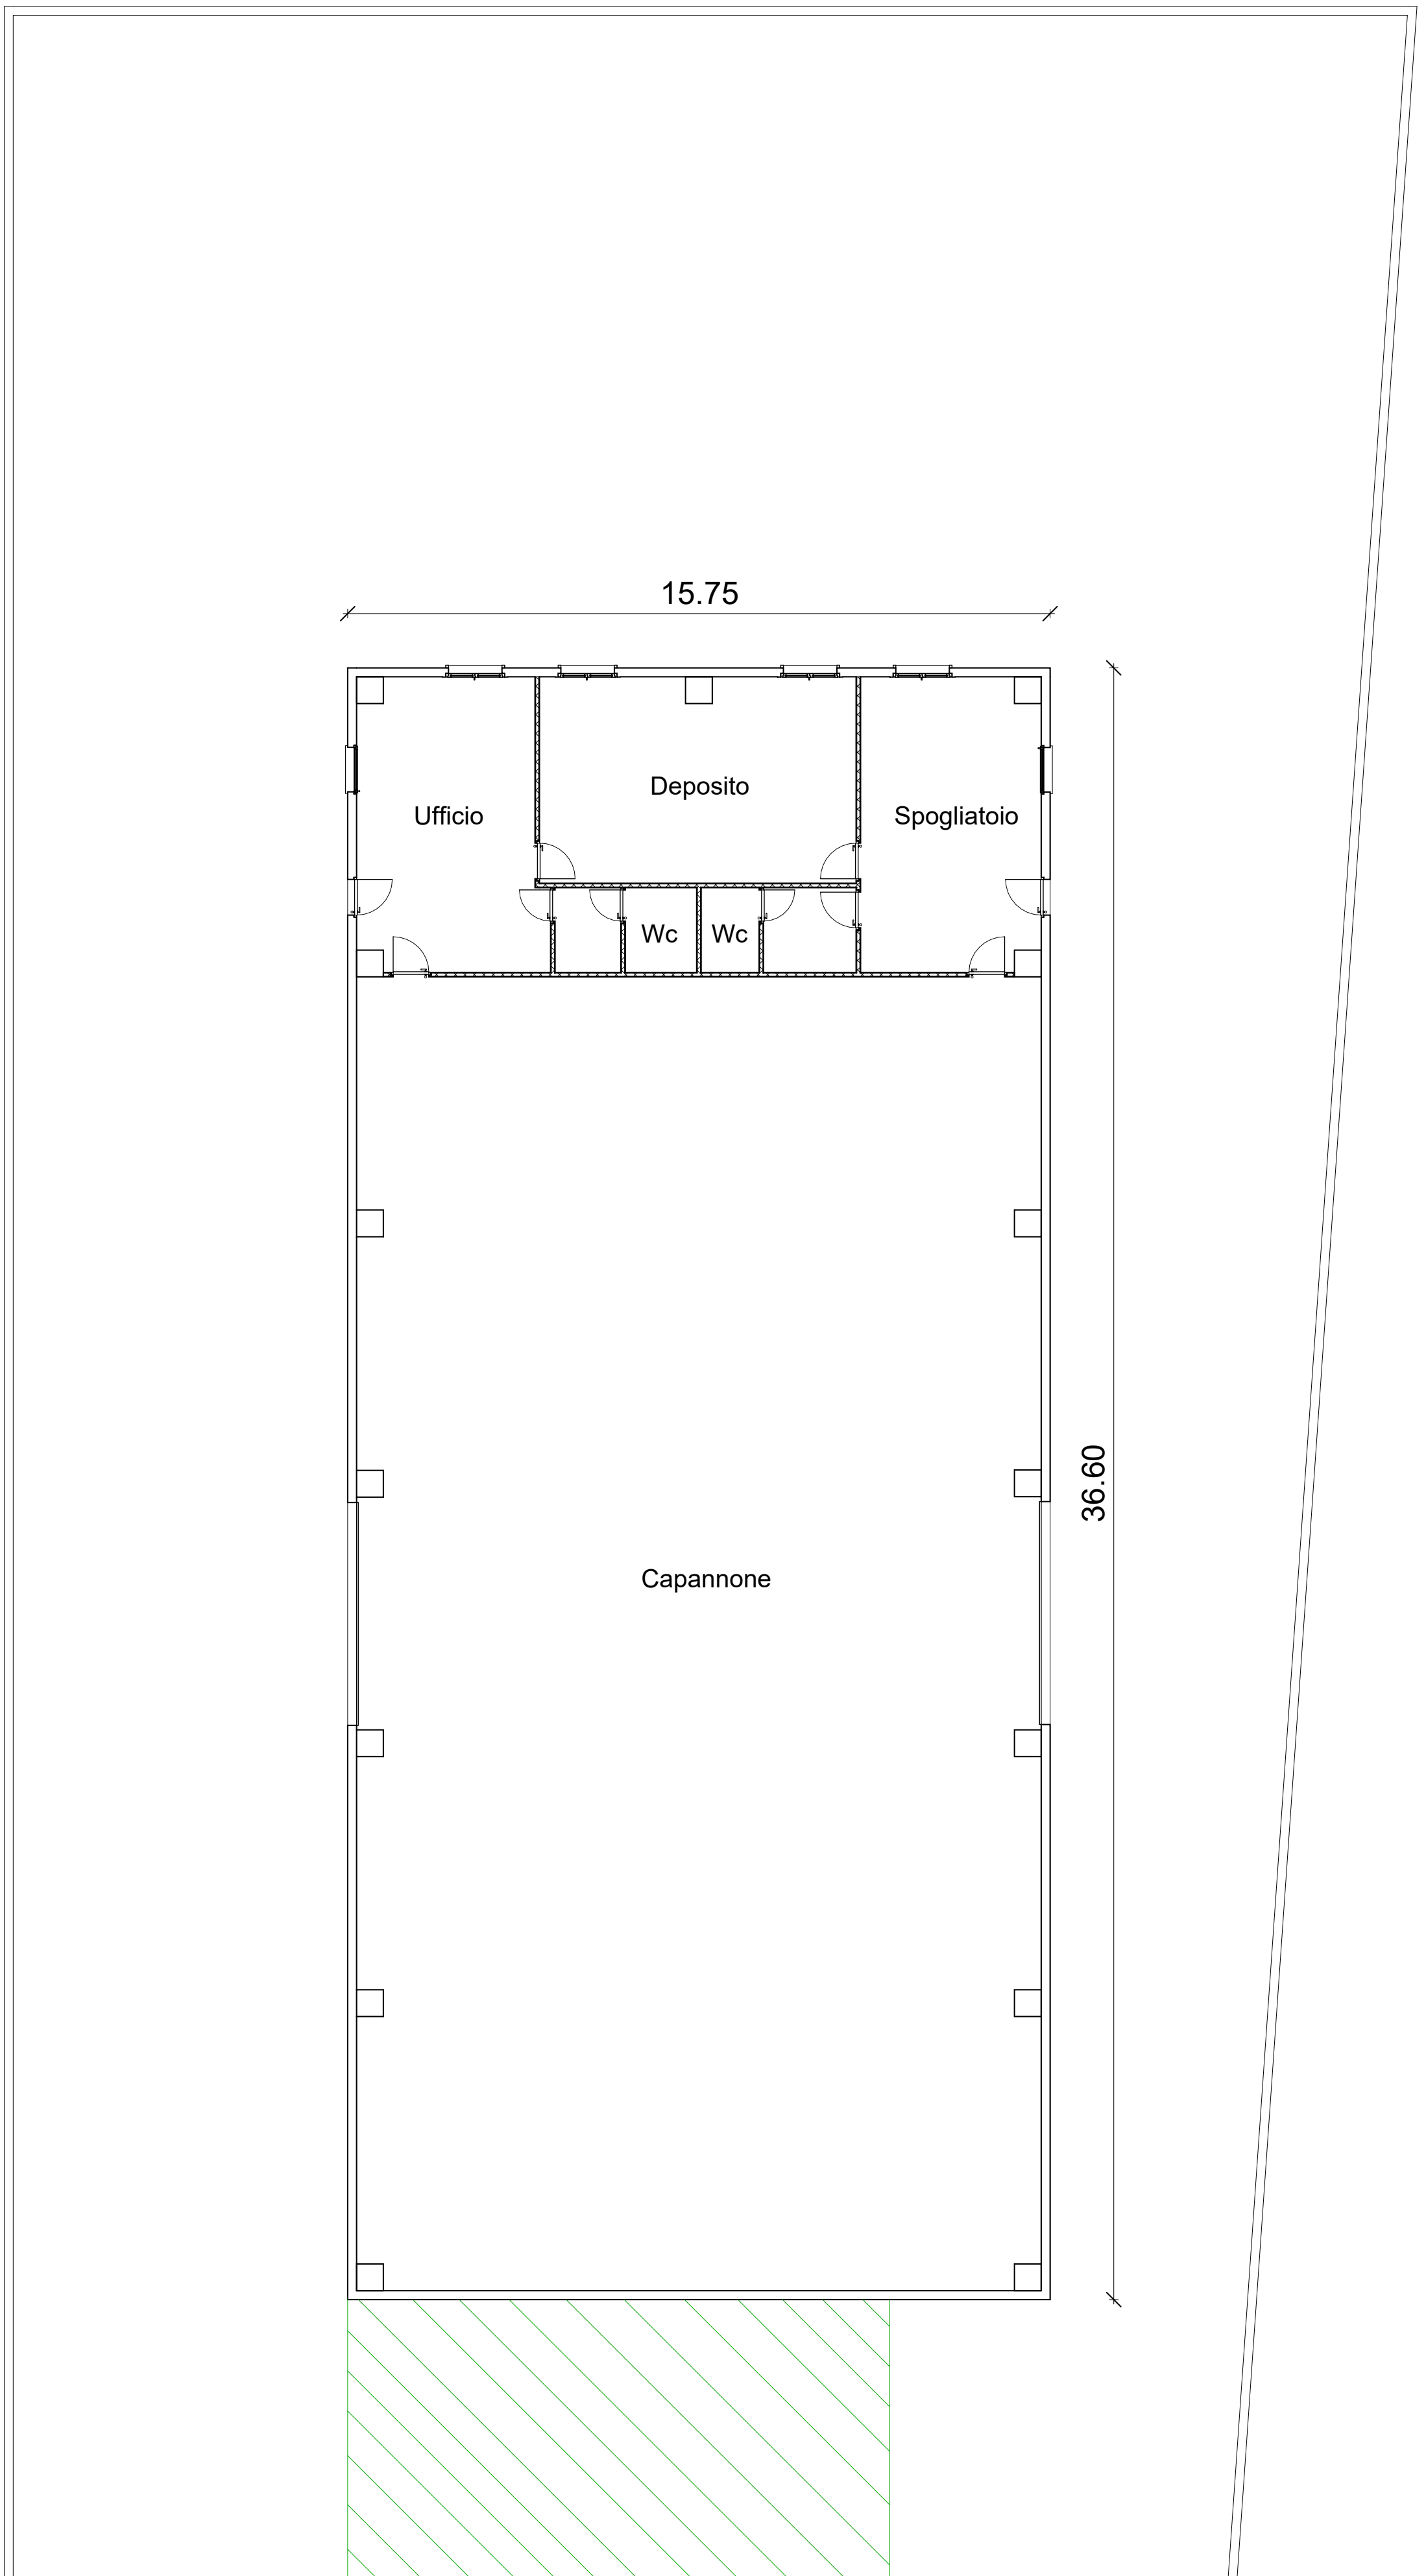 15.75
Deposito
Ufficio
Spogliatoio
Wc
Wc
36.60
Capannone